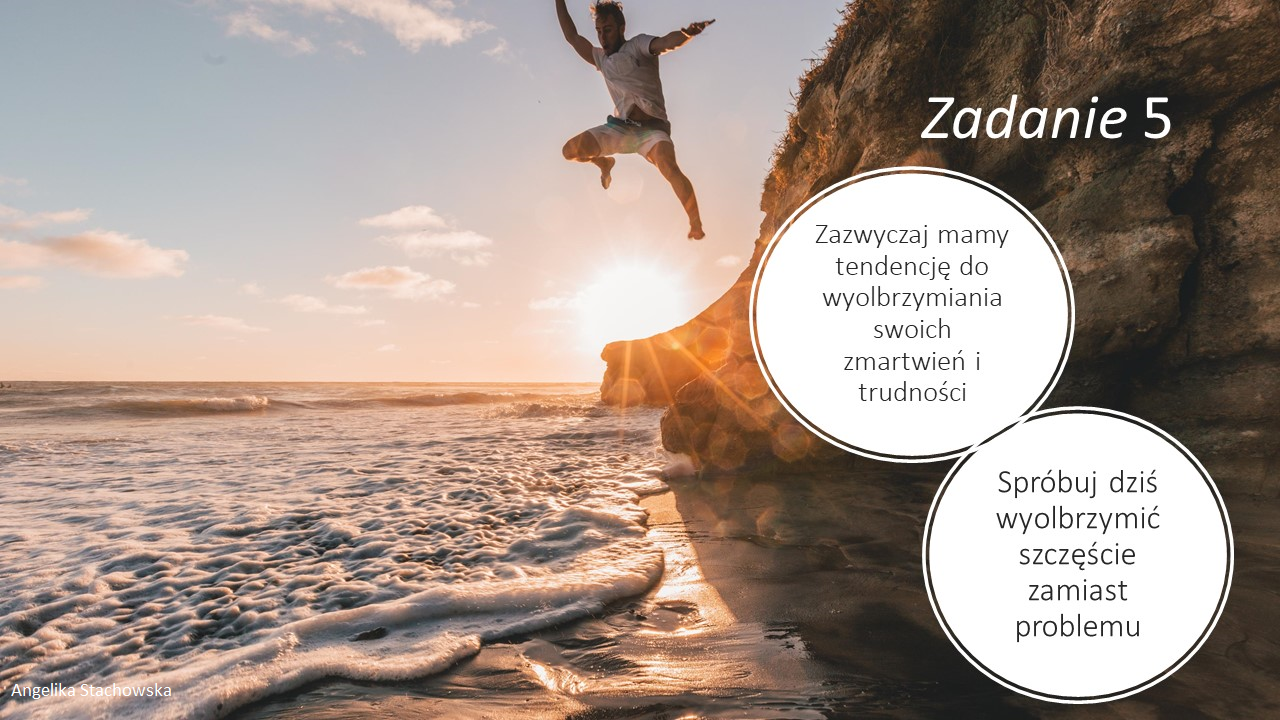 Zadanie 5
Zazwyczaj mamy
tendencję do
wyolbrzymiania
swoich
zmartwień i
trudności
Spróbuj dziś
wyolbrzymić
szczęście
zamiast
problemu
Angelika Stachowska